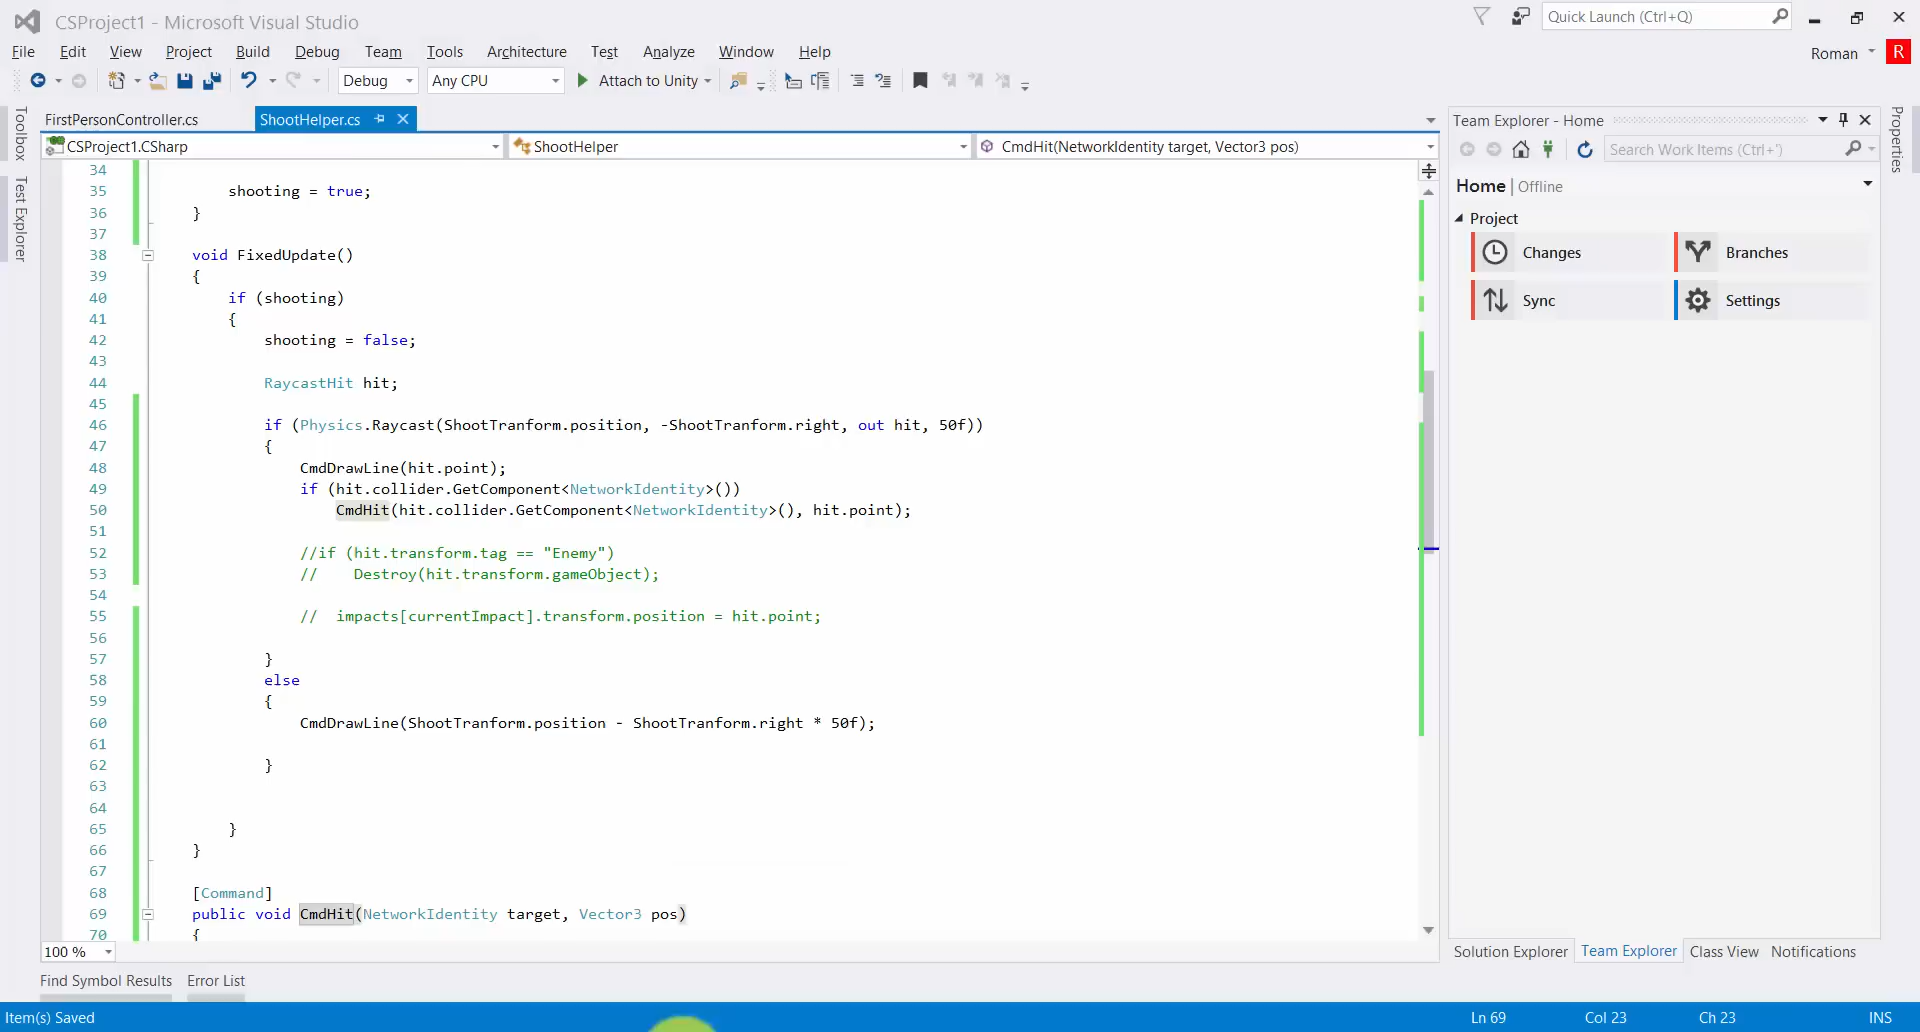 CSProject1 - Microsoft Visual Studio
Quick Launch (Ctrl+Q)
File Edit View Project Build Debug Team Tools Architecture Test Analyze Window Help
Roman R
Debug Any CPU Attach to Unity
Toolbox
Test Explorer
FirstPersonController.cs ShootHelper.cs
CSProject1.CSharp ShootHelper CmdHit(NetworkIdentity target, Vector3 pos)
34
35 shooting = true;
36 }
37
38 void FixedUpdate()
39 {
40 if (shooting)
41 {
42 shooting = false;
43
44 RaycastHit hit;
45
46 if (Physics.Raycast(ShootTranform.position, -ShootTranform.right, out hit, 50f))
47 {
48 CmdDrawLine(hit.point);
49 if (hit.collider.GetComponent<NetworkIdentity>())
50 CmdHit(hit.collider.GetComponent<NetworkIdentity>(), hit.point);
51
52 //if (hit.transform.tag == "Enemy")
53 // Destroy(hit.transform.gameObject);
54
55 // impacts[currentImpact].transform.position = hit.point;
56
57 }
58 else
59 {
60 CmdDrawLine(ShootTranform.position - ShootTranform.right * 50f);
61
62 }
63
64
65 }
66 }
67
68 [Command]
69 public void CmdHit(NetworkIdentity target, Vector3 pos)
70 {
100 %
Team Explorer - Home
Search Work Items (Ctrl+')
Home | Offline
Project
Changes Branches
Sync Settings
Properties
Solution Explorer Team Explorer Class View Notifications
Find Symbol Results Error List
Item(s) Saved Ln 69 Col 23 Ch 23 INS